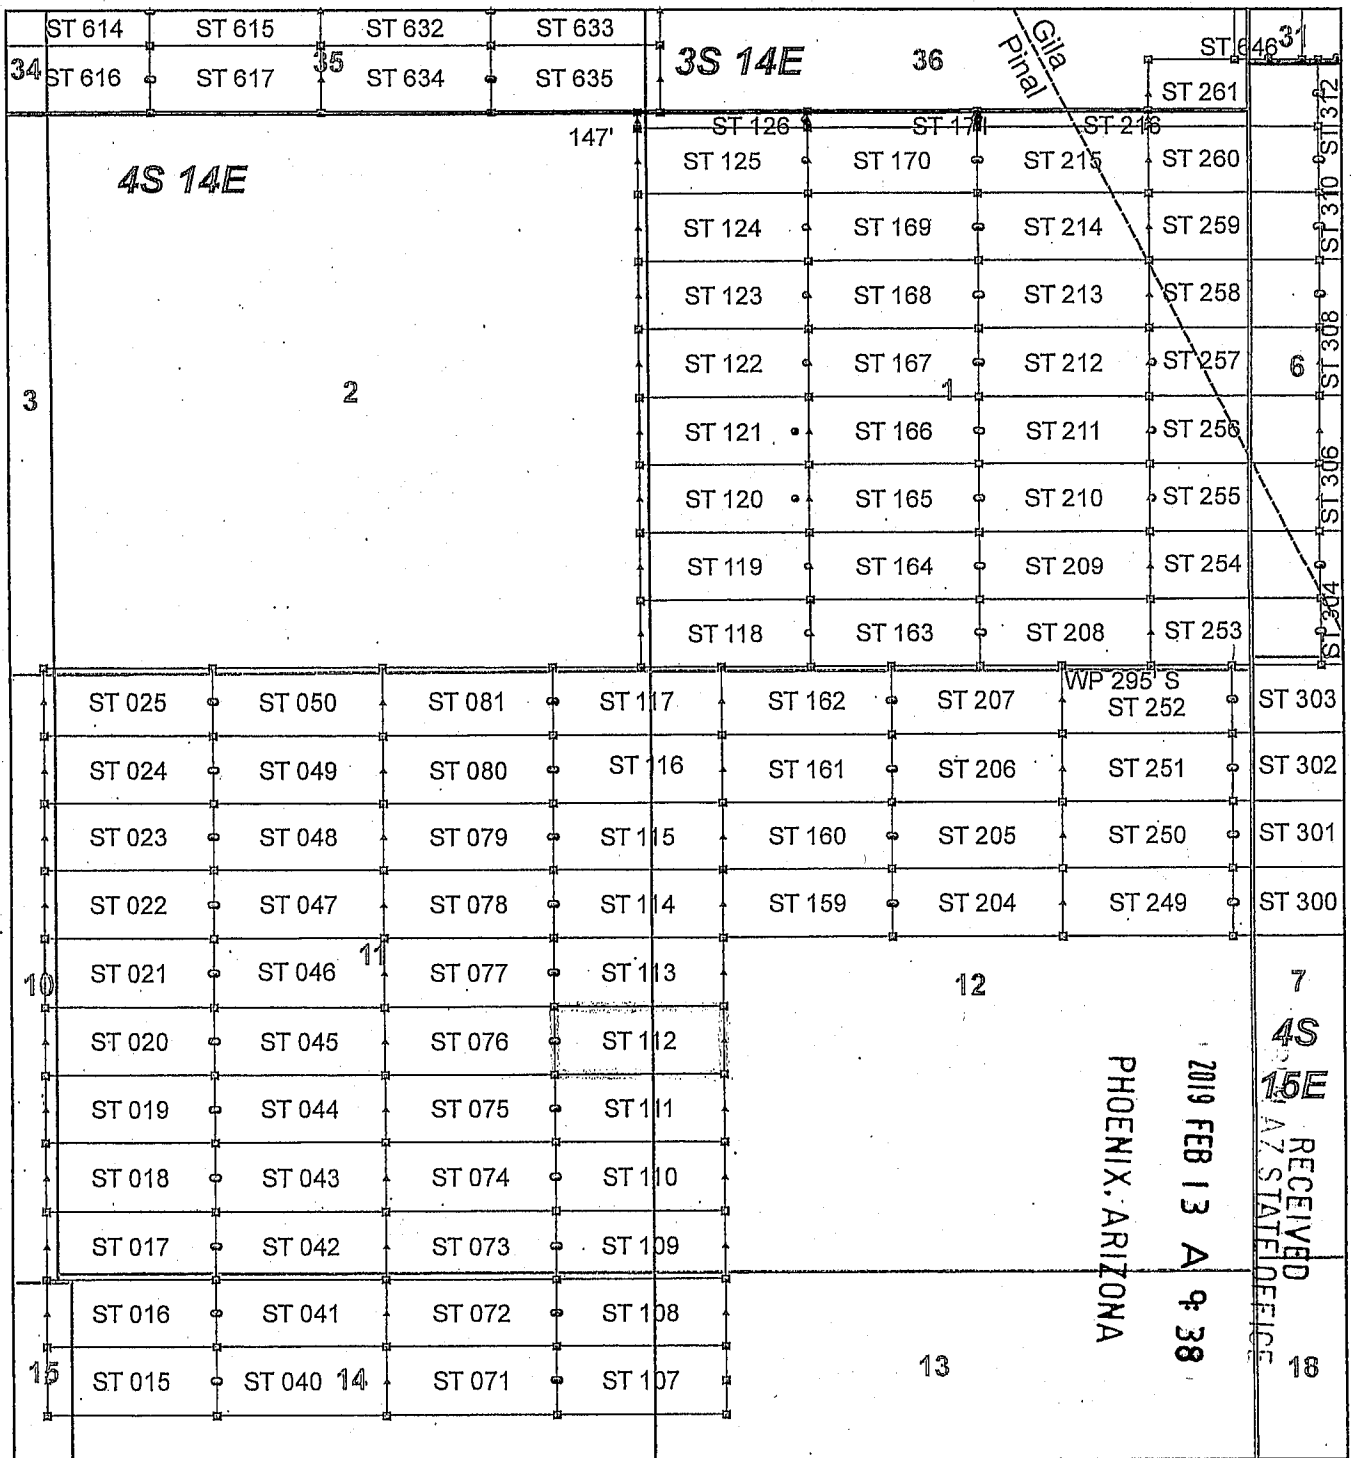 ST 614 ST 615 ST 632 ST 633
34 35 3S 14E 36 Gila Pinal ST 646 31
ST 616 ST 617 ST 634 ST 635 ST 261 ST 312
147' ST 126 ST 171 ST 216
4S 14E ST 125 ST 170 ST 215 ST 260 ST 310
ST 124 ST 169 ST 214 ST 259
ST 123 ST 168 ST 213 ST 258
ST 122 ST 167 ST 212 ST 257 6 ST 308
3 2 1
ST 121 ST 166 ST 211 ST 256
ST 120 ST 165 ST 210 ST 255 ST 306
ST 119 ST 164 ST 209 ST 254
ST 118 ST 163 ST 208 ST 253 ST 304
WP 295' S
ST 025 ST 050 ST 081 ST 117 ST 162 ST 207 ST 252 ST 303
ST 024 ST 049 ST 080 ST 116 ST 161 ST 206 ST 251 ST 302
ST 023 ST 048 ST 079 ST 115 ST 160 ST 205 ST 250 ST 301
ST 022 ST 047 ST 078 ST 114 ST 159 ST 204 ST 249 ST 300
11
10 ST 021 ST 046 ST 077 ST 113 12 7
ST 020 ST 045 ST 076 ST 112 4S
15E
ST 019 ST 044 ST 075 ST 111
ST 018 ST 043 ST 074 ST 110
ST 017 ST 042 ST 073 ST 109
ST 016 ST 041 ST 072 ST 108
15 ST 015 ST 040 14 ST 071 ST 107 13 18
RECEIVED
AZ STATE OFFICE
2019 FEB 13 A 9:38
PHOENIX, ARIZONA